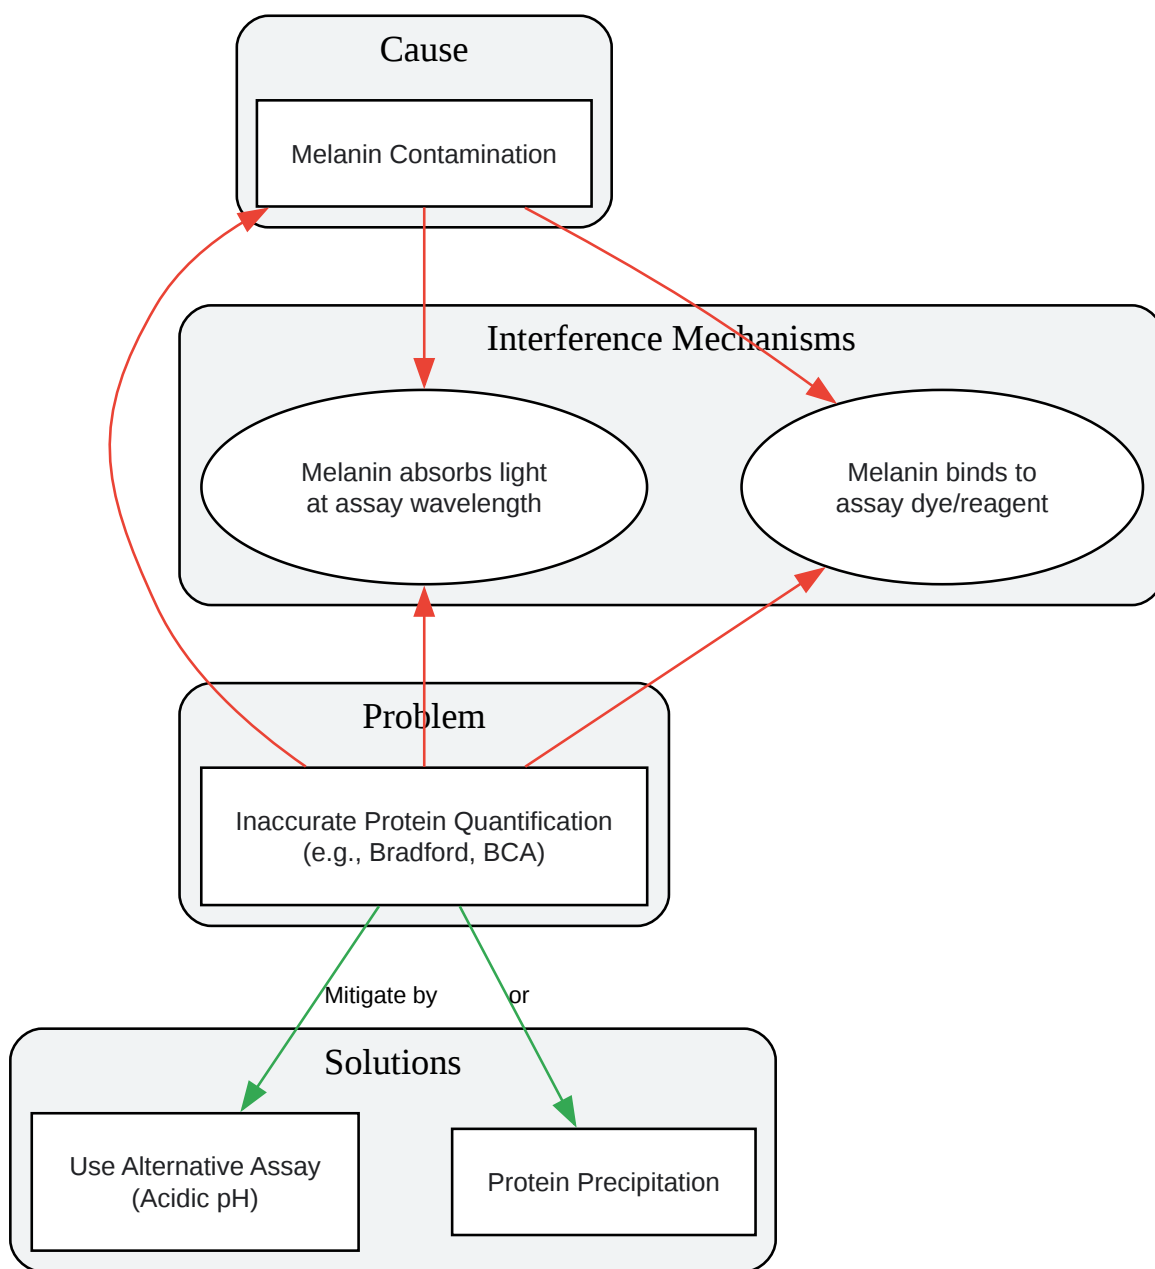 Cause
Melanin Contamination
Interference Mechanisms
Melanin absorbs light
at assay wavelength
Melanin binds to
assay dye/reagent
Problem
Inaccurate Protein Quantification
(e.g., Bradford, BCA)
Mitigate by
or
Solutions
Use Alternative Assay
(Acidic pH)
Protein Precipitation